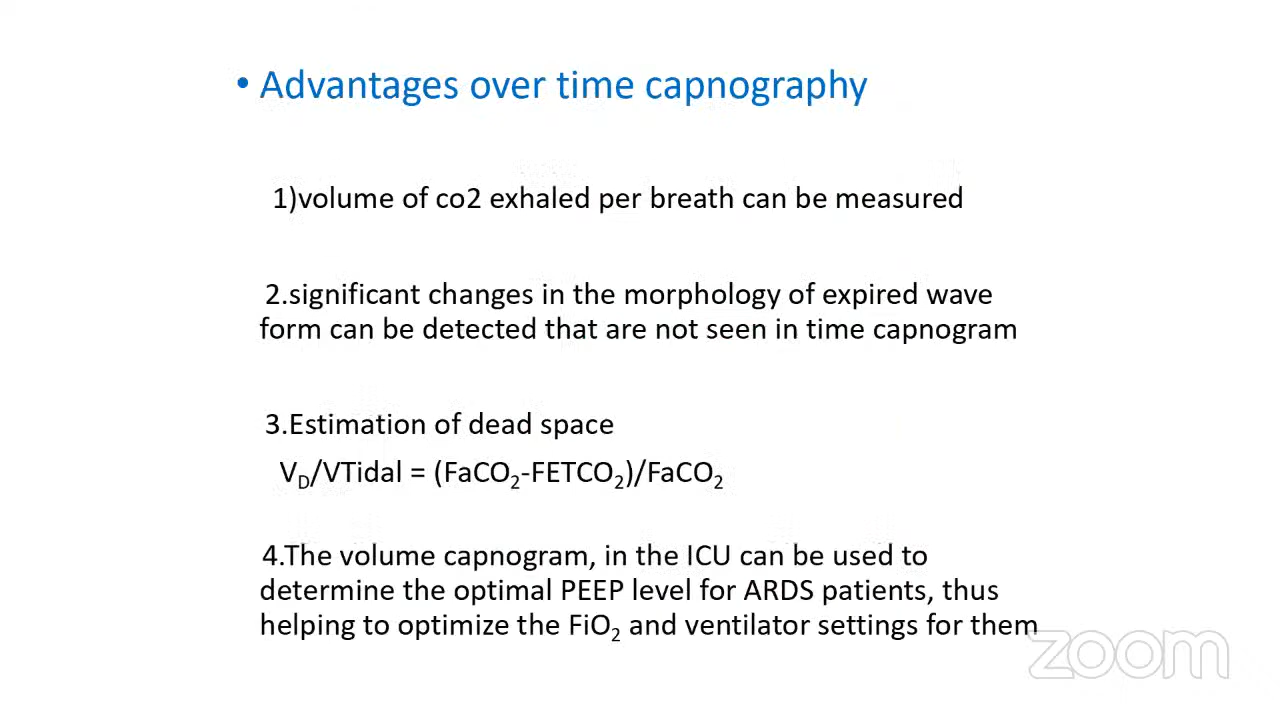 • Advantages over time capnography
1)volume of co2 exhaled per breath can be measured
2.significant changes in the morphology of expired wave
form can be detected that are not seen in time capnogram
3.Estimation of dead space
V_D/VTidal = (FaCO₂-FETCO₂)/FaCO₂
4.The volume capnogram, in the ICU can be used to
determine the optimal PEEP level for ARDS patients, thus
helping to optimize the FiO₂ and ventilator settings for them
zoom